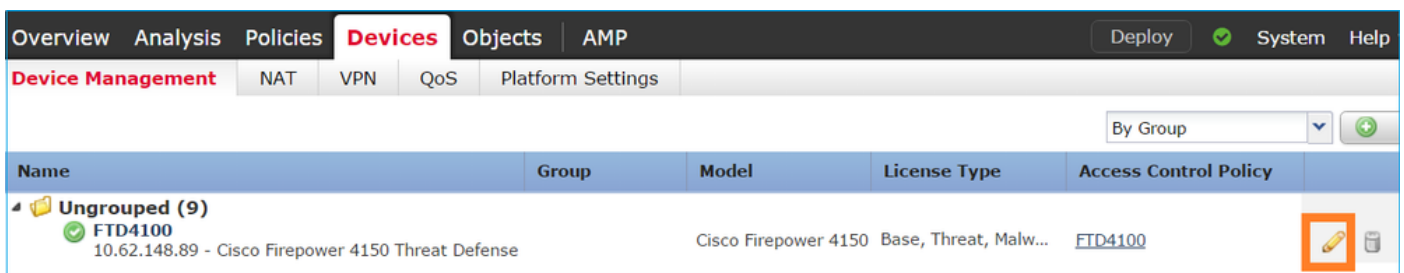 Overview Analysis Policies Devices Objects AMP Deploy System Help
Device Management NAT VPN QoS Platform Settings
By Group
Name Group Model License Type Access Control Policy
Ungrouped (9)
FTD4100
10.62.148.89 - Cisco Firepower 4150 Threat Defense Cisco Firepower 4150 Base, Threat, Malw... FTD4100